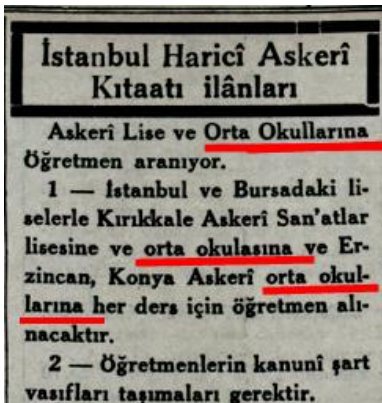 İstanbul Haricî Askerî
Kıtaatı ilânları
Askerî Lise ve Orta Okullarına
öğretmen aranıyor.
1 — İstanbul ve Bursadaki li-
selerle Kırıkkale Askerî San'atlar
lisesine ve orta okulasına ve Er-
zincan, Konya Askerî orta okul-
larına her ders için öğretmen alı-
nacaktır.
2 — Öğretmenlerin kanunî şart
vasıfları taşımaları gerektir.